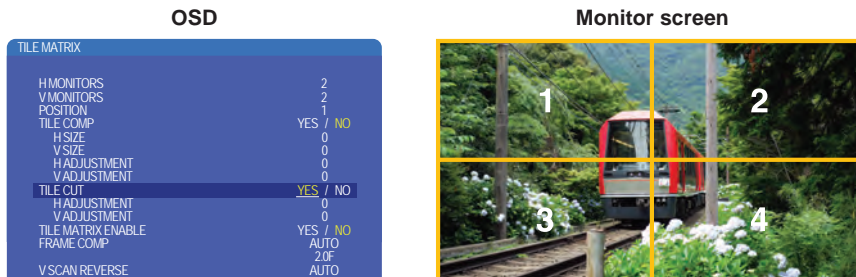 OSD
TILE MATRIX
H MONITORS 2
V MONITORS 2
POSITION 1
TILE COMP YES / NO
H SIZE 0
V SIZE 0
H ADJUSTMENT 0
V ADJUSTMENT 0
TILE CUT YES / NO
H ADJUSTMENT 0
V ADJUSTMENT 0
TILE MATRIX ENABLE YES / NO
FRAME COMP AUTO
2.0F
V SCAN REVERSE AUTO
Monitor screen
1 2
3 4